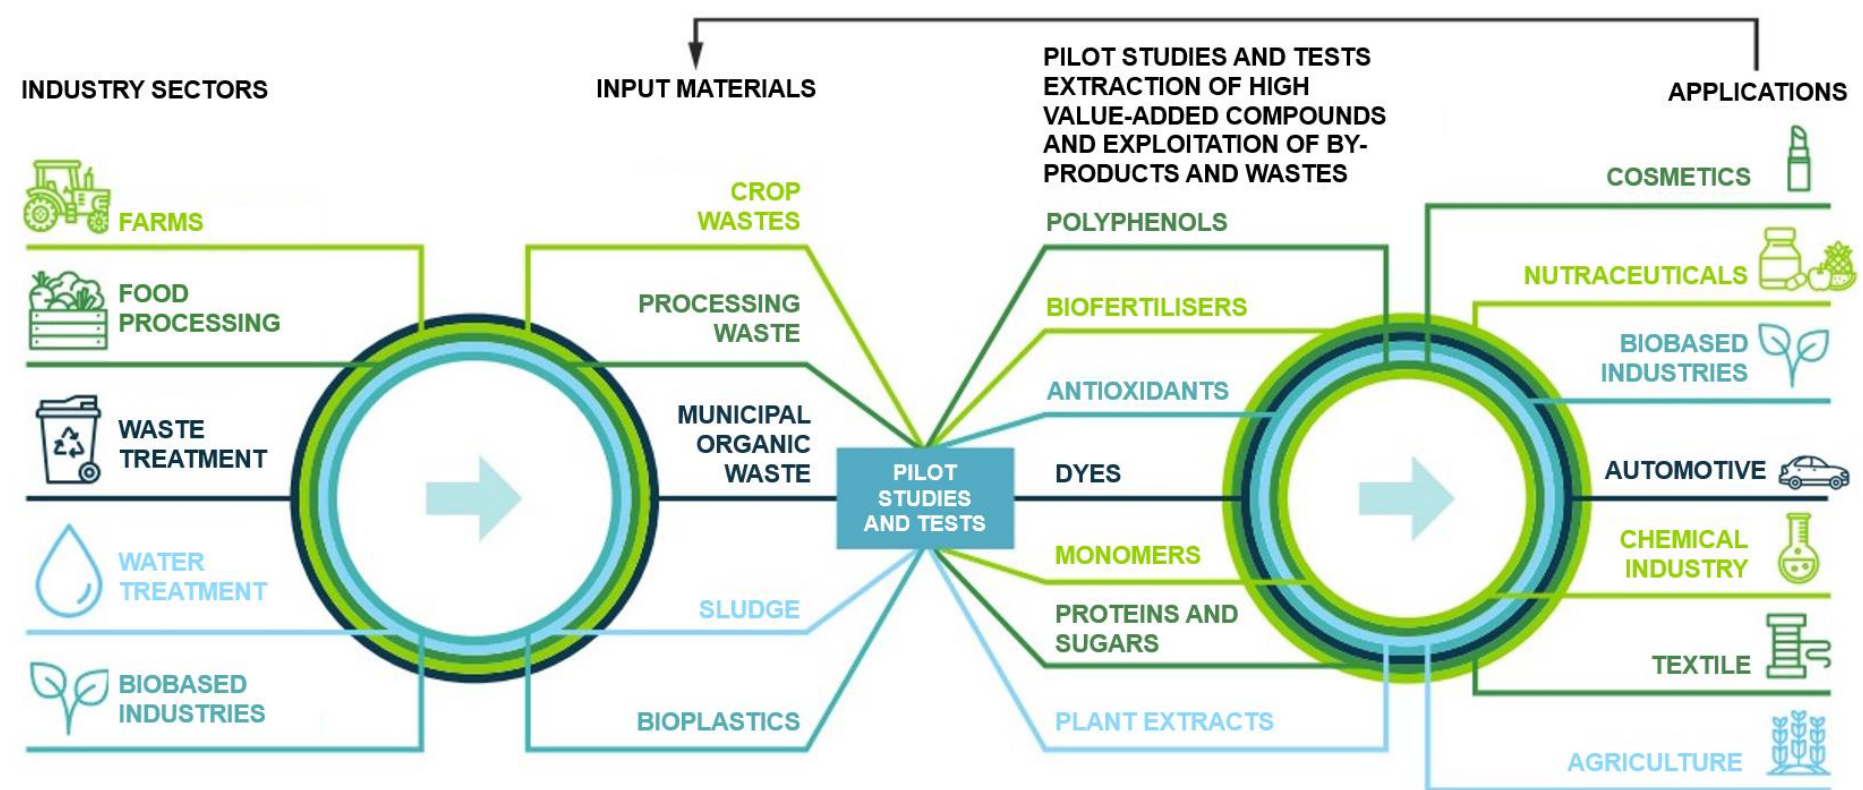 INDUSTRY SECTORS
FARMS
FOOD
PROCESSING
WASTE
TREATMENT
WATER
TREATMENT
BIOBASED
INDUSTRIES
INPUT MATERIALS
CROP
WASTES
PROCESSING
WASTE
MUNICIPAL
ORGANIC
WASTE
SLUDGE
BIOPLASTICS
PILOT
STUDIES
AND TESTS
PILOT STUDIES AND TESTS
EXTRACTION OF HIGH
VALUE-ADDED COMPOUNDS
AND EXPLOITATION OF BY-
PRODUCTS AND WASTES
POLYPHENOLS
BIOFERTILISERS
ANTIOXIDANTS
DYES
MONOMERS
PROTEINS AND
SUGARS
PLANT EXTRACTS
APPLICATIONS
COSMETICS
NUTRACEUTICALS
BIOBASED
INDUSTRIES
AUTOMOTIVE
CHEMICAL
INDUSTRY
TEXTILE
AGRICULTURE